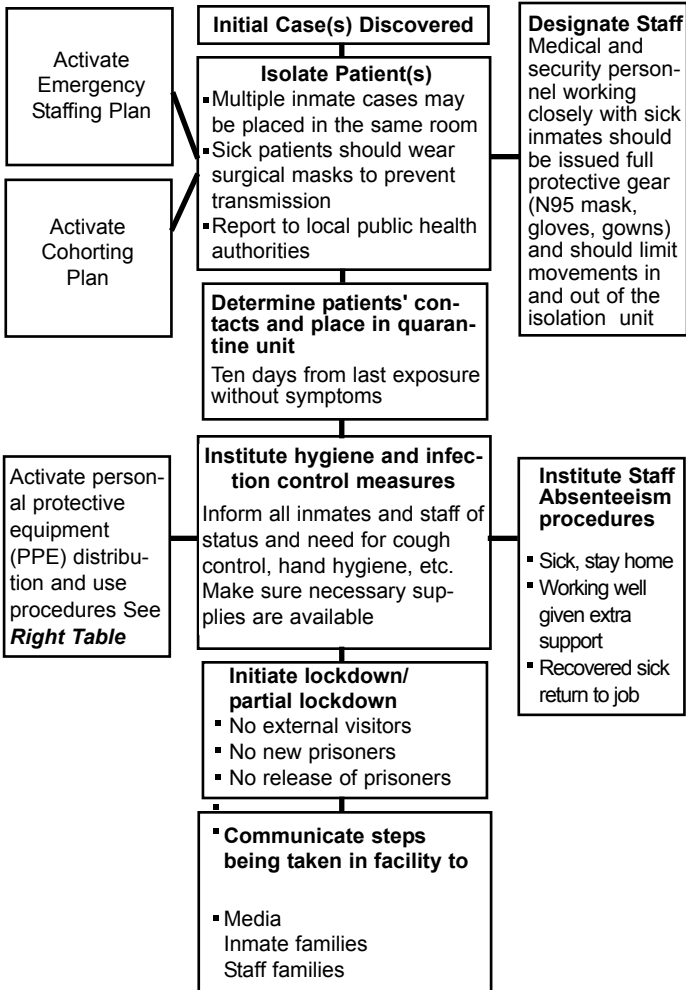 Initial Case(s) Discovered
Activate
Emergency
Staffing Plan
Activate
Cohorting
Plan
Isolate Patient(s)
▪Multiple inmate cases may
be placed in the same room
▪Sick patients should wear
surgical masks to prevent
transmission
▪Report to local public health
authorities
Designate Staff
Medical and
security person-
nel working
closely with sick
inmates should
be issued full
protective gear
(N95 mask,
gloves, gowns)
and should limit
movements in
and out of the
isolation unit
Determine patients' con-
tacts and place in quaran-
tine unit
Ten days from last exposure
without symptoms
Activate person-
al protective
equipment
(PPE) distribu-
tion and use
procedures See
Right Table
Institute hygiene and infec-
tion control measures
Inform all inmates and staff of
status and need for cough
control, hand hygiene, etc.
Make sure necessary sup-
plies are available
Institute Staff
Absenteeism
procedures
▪ Sick, stay home
▪ Working well
given extra
support
▪ Recovered sick
return to job
Initiate lockdown/
partial lockdown
▪ No external visitors
▪ No new prisoners
▪ No release of prisoners
▪
▪ Communicate steps
being taken in facility to
▪ Media
Inmate families
Staff families